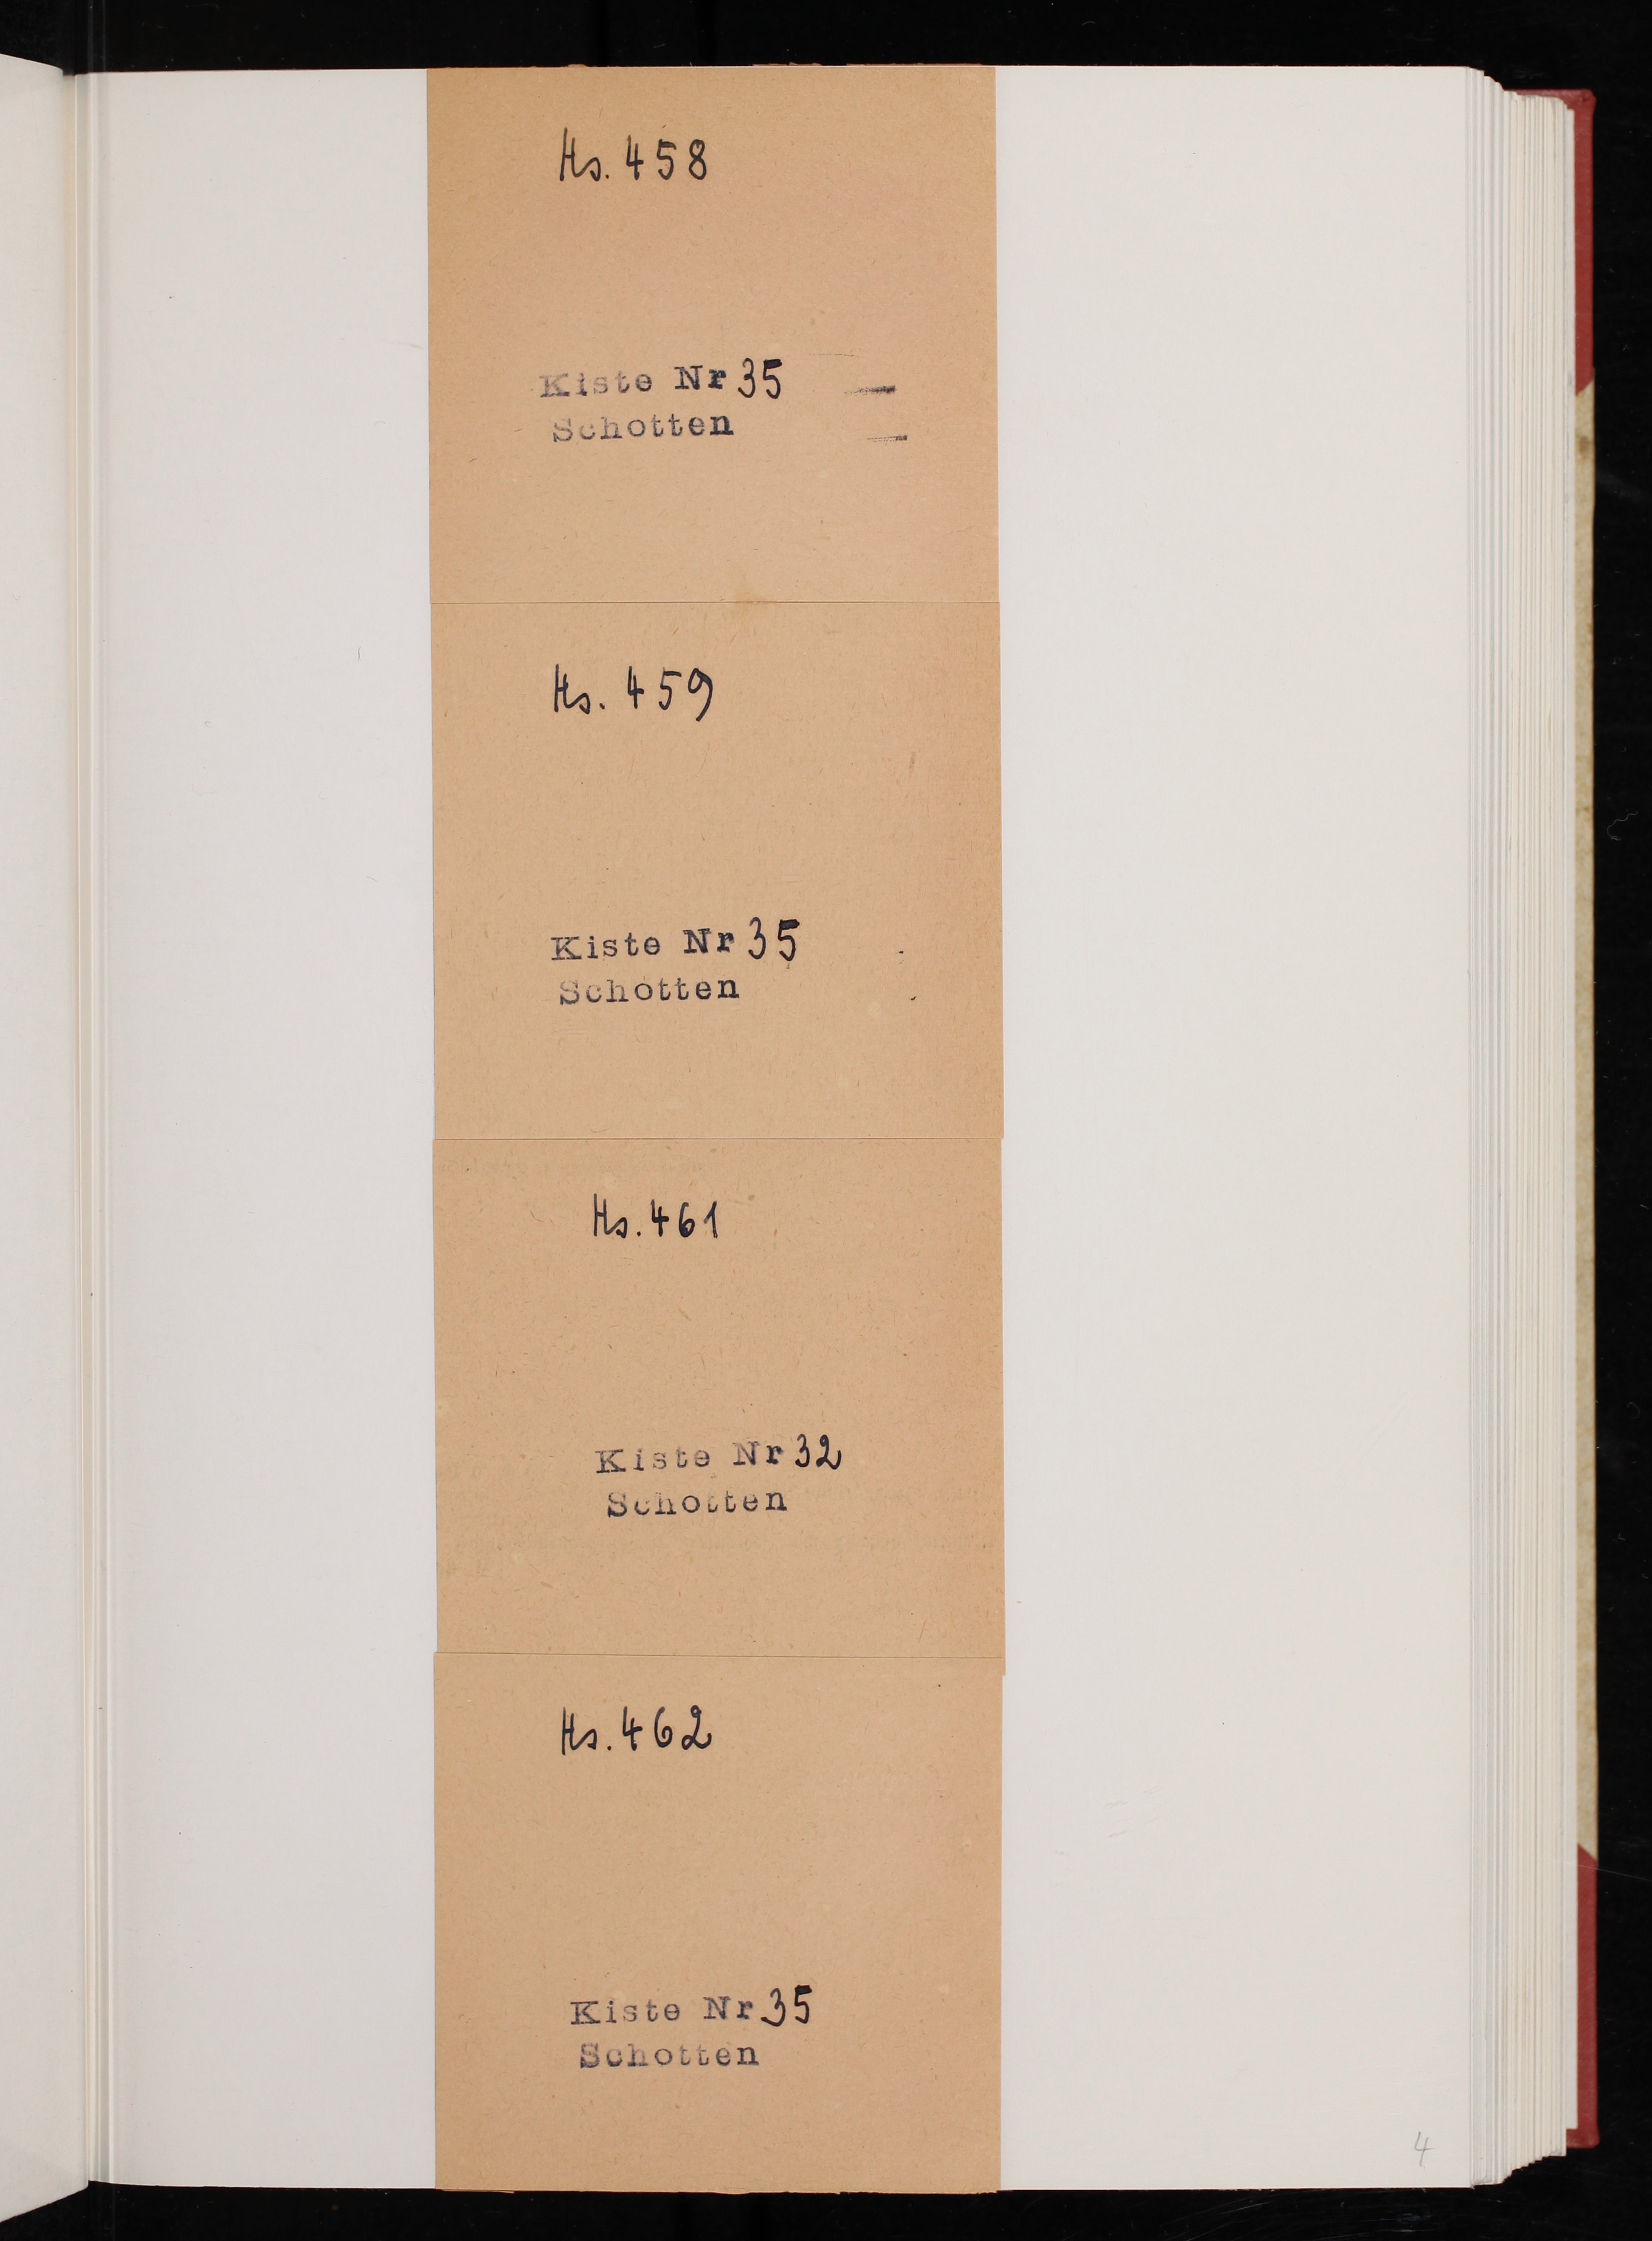 Hs. 458
Kiste Nr 35
Schotten
Hs. 459
Kiste Nr 35
Schotten
Hs. 461
Kiste Nr 32
Schotten
Hs. 462
Kiste Nr 35
Schotten
4